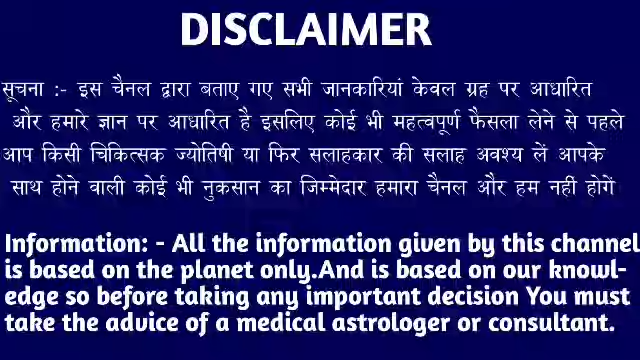 DISCLAIMER
सूचना :- इस चैनल द्वारा बताए गए सभी जानकारियां केवल ग्रह पर आधारित
और हमारे ज्ञान पर आधारित है इसलिए कोई भी महत्वपूर्ण फैसला लेने से पहले
आप किसी चिकित्सक ज्योतिषी या फिर सलाहकार की सलाह अवश्य लें आपके
साथ होने वाली कोई भी नुकसान का जिम्मेदार हमारा चैनल और हम नहीं होगें
Information: - All the information given by this channel
is based on the planet only.And is based on our knowl-
edge so before taking any important decision You must
take the advice of a medical astrologer or consultant.